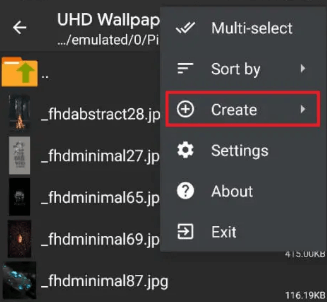 UHD Wallpap
.../emulated/0/Pi
..
_fhdabstract28.jp
_fhdminimal27.jp
_fhdminimal65.jp
_fhdminimal69.jp
415.00KB
_fhdminimal87.jpg
116.19KB
Multi-select
Sort by
Create
Settings
About
Exit